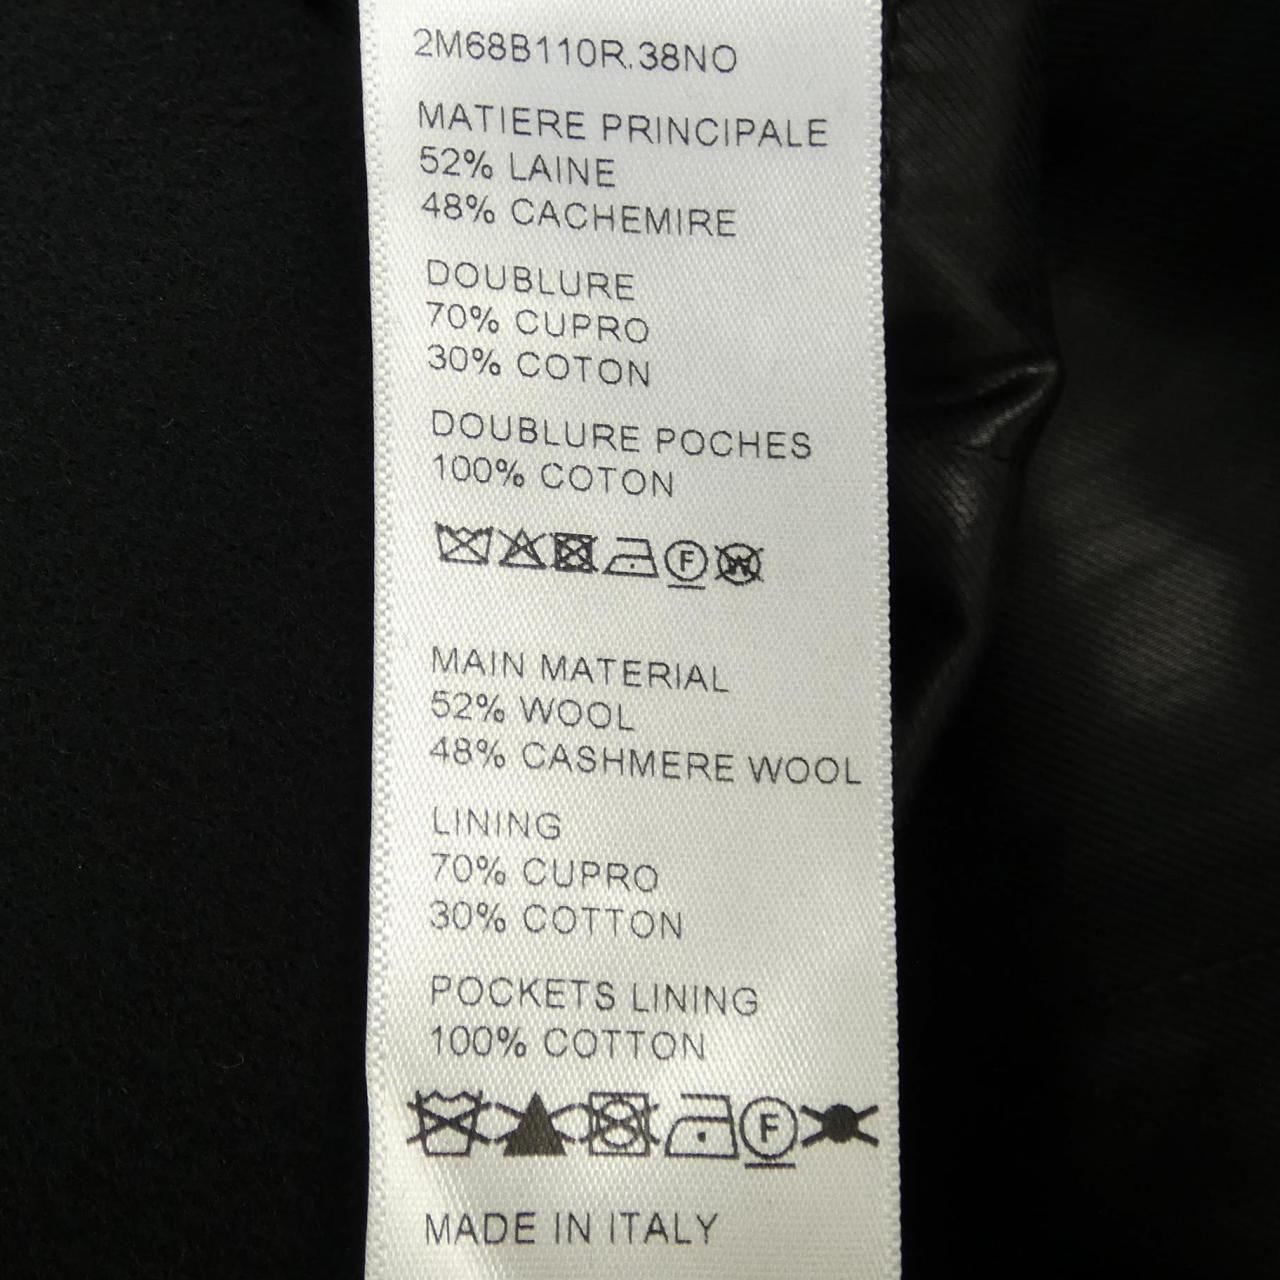 2M68B110R.38NO
MATIERE PRINCIPALE
52% LAINE
48% CACHEMIRE
DOUBLURE
70% CUPRO
30% COTON
DOUBLURE POCHES
100% COTON
F W
MAIN MATERIAL
52% WOOL
48% CASHMERE WOOL
LINING
70% CUPRO
30% COTTON
POCKETS LINING
100% COTTON
F
MADE IN ITALY